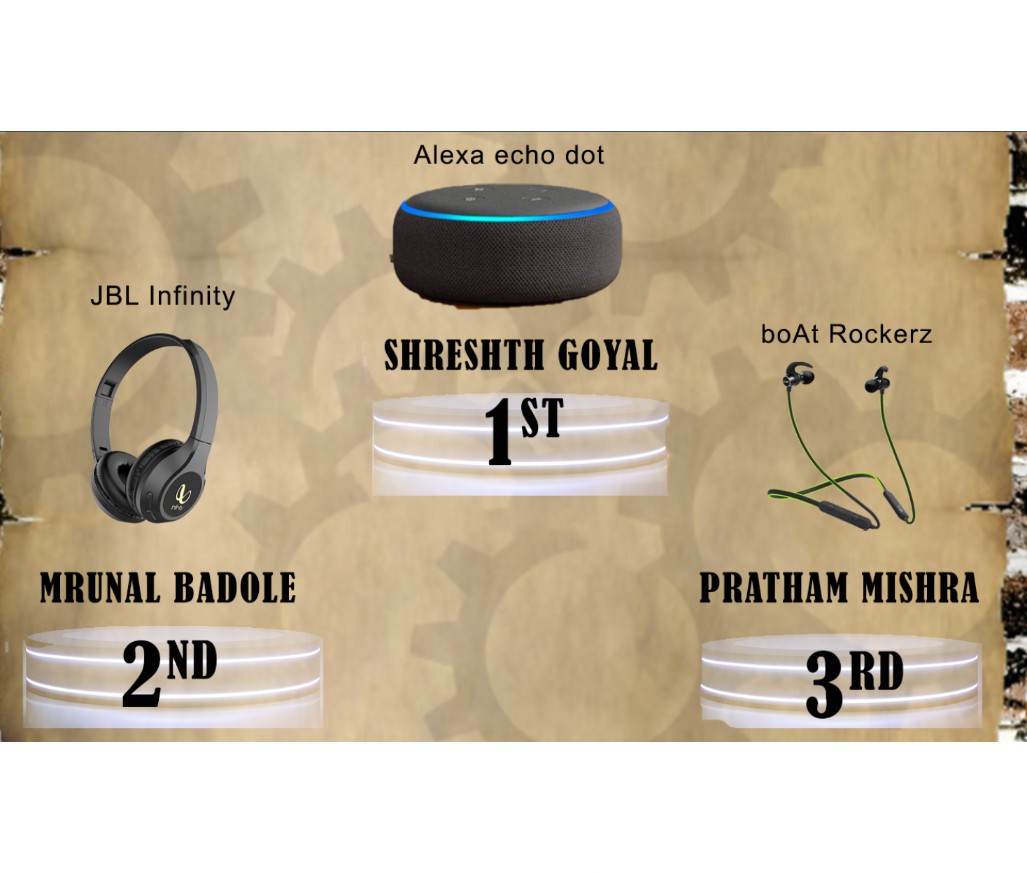 Alexa echo dot
SHRESHTH GOYAL
1ST
JBL Infinity
MRUNAL BADOLE
2ND
boAt Rockerz
PRATHAM MISHRA
3RD